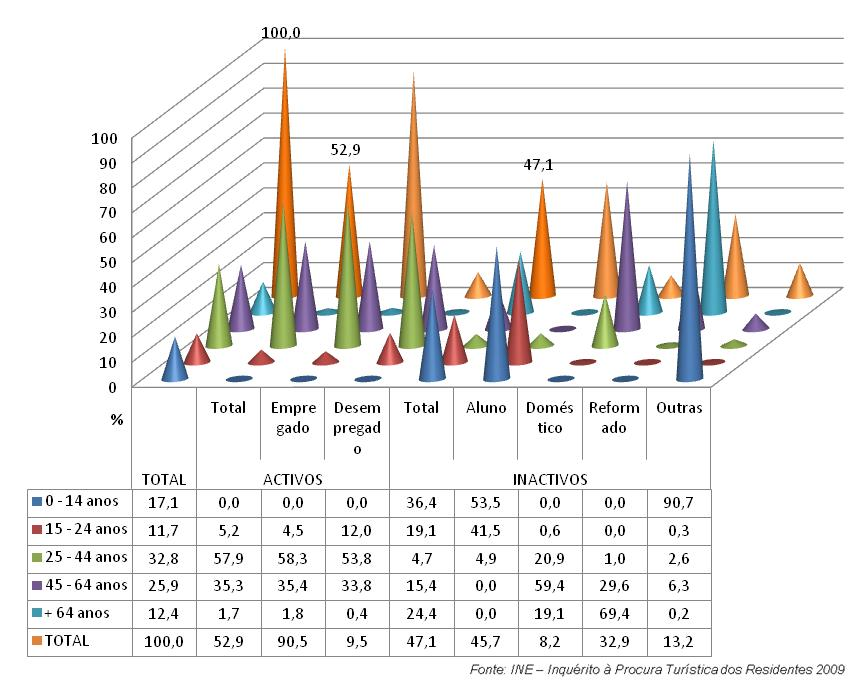 100,0
52,9
47,1
100
90
80
70
60
50
40
30
20
10
0
%
Total Empre Desem Total Aluno Domés Reform Outras
gado pregad tico ado
o
TOTAL ACTIVOS INACTIVOS
0 - 14 anos 17,1 0,0 0,0 0,0 36,4 53,5 0,0 0,0 90,7
15 - 24 anos 11,7 5,2 4,5 12,0 19,1 41,5 0,6 0,0 0,3
25 - 44 anos 32,8 57,9 58,3 53,8 4,7 4,9 20,9 1,0 2,6
45 - 64 anos 25,9 35,3 35,4 33,8 15,4 0,0 59,4 29,6 6,3
+ 64 anos 12,4 1,7 1,8 0,4 24,4 0,0 19,1 69,4 0,2
TOTAL 100,0 52,9 90,5 9,5 47,1 45,7 8,2 32,9 13,2
Fonte: INE – Inquérito à Procura Turística dos Residentes 2009